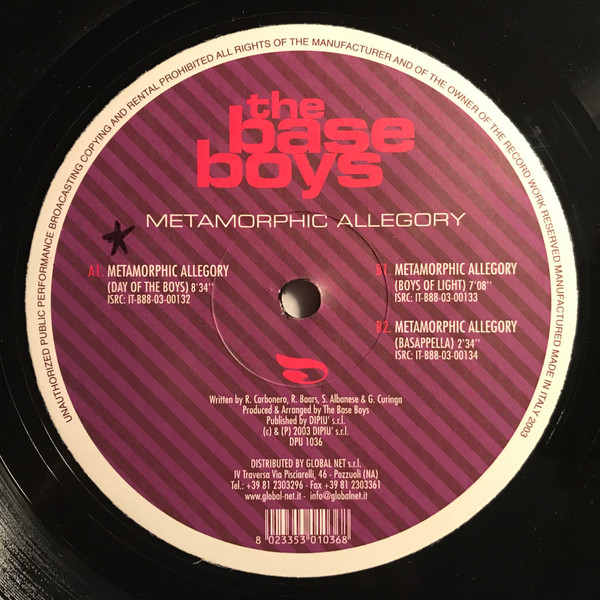 UNAUTHORIZED PUBLIC PERFORMANCE BROCASTING COPYING AND RENTAL PROHIBITED ALL RIGHTS OF THE MANUFACTURER AND OF THE OWNER OF THE RECORD WORK RESERVED MANUFACTURED MADE IN ITALY 2003
the
base
boys
METAMORPHIC ALLEGORY
A1. METAMORPHIC ALLEGORY
(DAY OF THE BOYS) 8'34''
ISRC: IT-B88-03-00132
B1. METAMORPHIC ALLEGORY
(BOYS OF LIGHT) 7'08''
ISRC: IT-B88-03-00133
B2. METAMORPHIC ALLEGORY
(BASAPPELLA) 2'34''
ISRC: IT-B88-03-00134
Written by R. Carbonero, R. Baars, S. Albanese & G. Curinga
Produced & Arranged by The Base Boys
Published by DIPIU' s.r.l.
(c) & (P) 2003 DIPIU' s.r.l.
DPU 1036
DISTRIBUTED BY GLOBAL NET s.r.l.
IV Traversa Via Pisciarelli, 46 - Pozzuoli (NA)
Tel.: +39 81 2303296 - Fax +39 81 2303361
www.global-net.it - info@globalnet.it
8 023353 010368